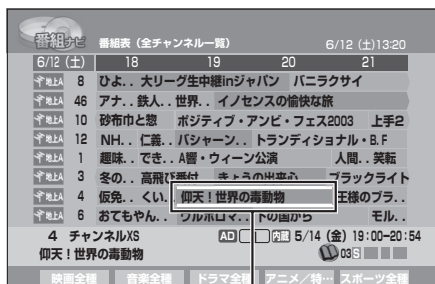 番組ナビ 番組表（全チャンネル一覧） 6/12 (土)13:20
6/12 (土) 18 19 20 21
地上A 8 ひよ．．大リーグ生中継inジャパン バニラクサイ
地上A 46 アナ．．鉄人．．世界．．イノセンスの愉快な旅
地上A 10 砂布巾と惣 ポジティブ・アンビ・フェス2003 上手2
地上A 12 NH．．仁義．．バシャーン．．トランディショナル・B.F
地上A 1 趣味．．でき．．A響・ウィーン公演 人間．．笑転
地上A 3 冬の．．高飛び番付 きょうの出来心 ブラックライト
地上A 4 仮免．．くい．．仰天！世界の毒動物 王様のブラ．．
地上A 6 おてもやん．．ウルホロマ．．トの国から モル．．
4 チャンネルXS AD 内蔵 5/14 (金) 19:00-20:54
仰天！世界の毒動物 03S
映画全種 音楽全種 ドラマ全種 アニメ／特… スポーツ全種